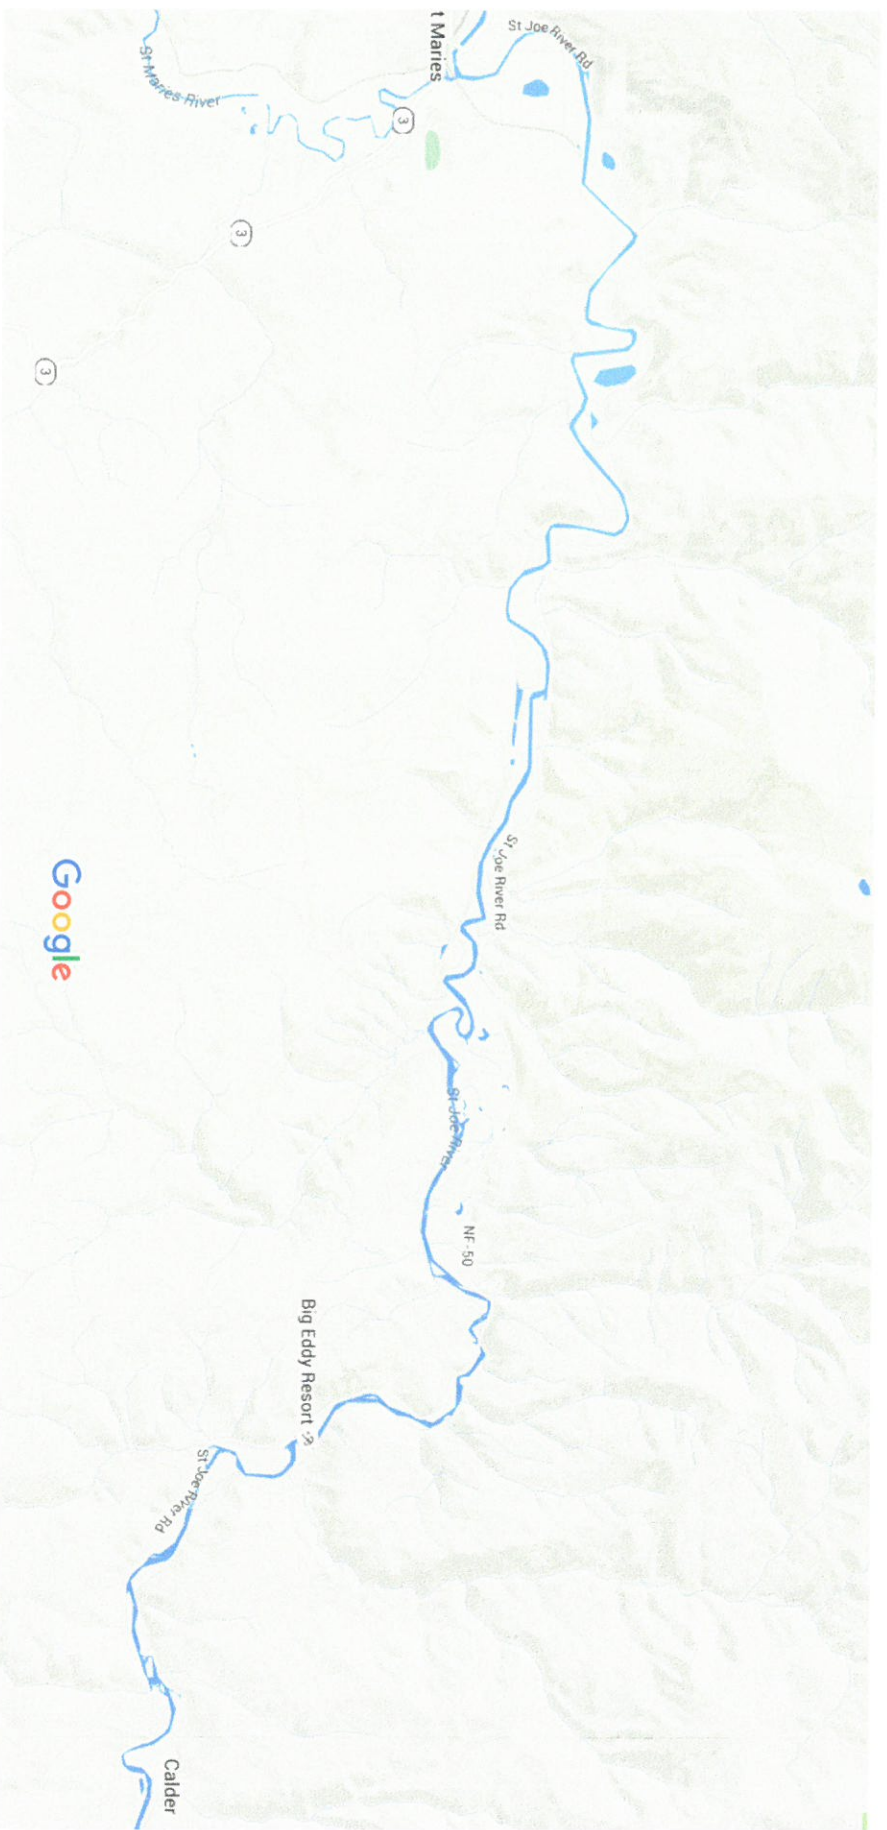 St Joe River Rd
t Maries
St Maries River
3
3
3
St Joe River Rd
Google
St Joe River
NF-50
Big Eddy Resort
St Joe River Rd
Calder